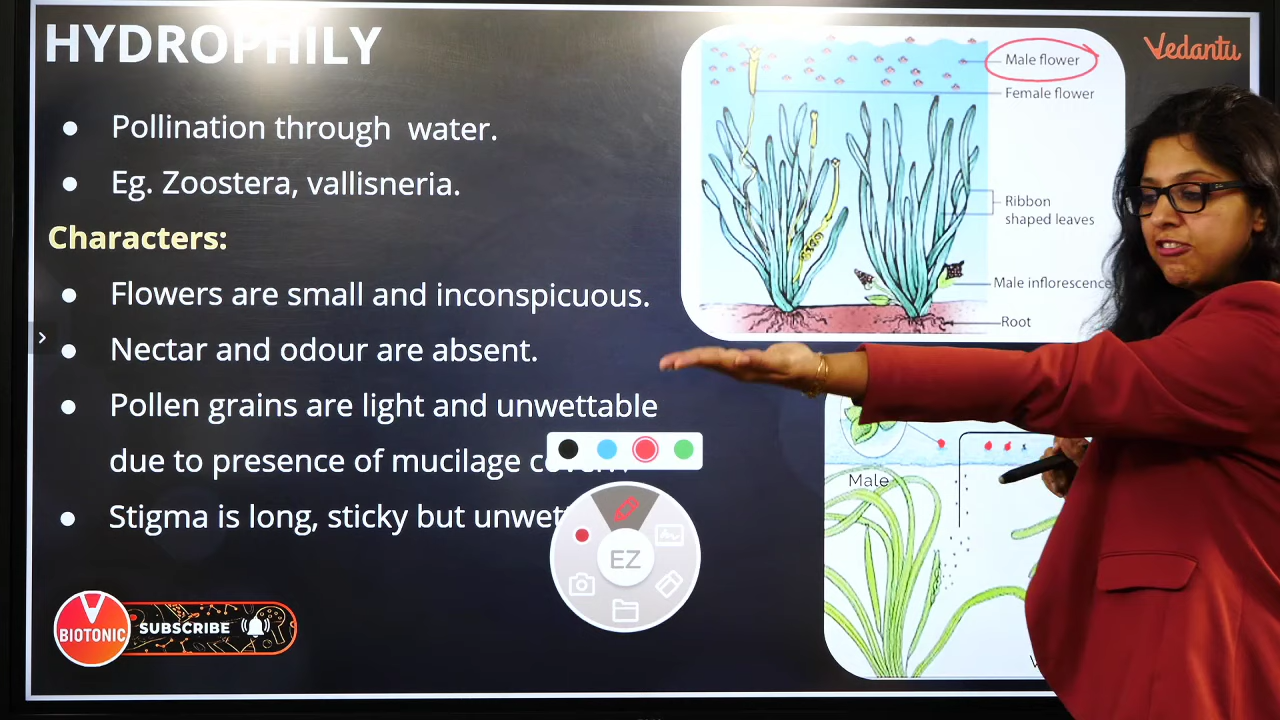 HYDROPHILY
Vedantu
Pollination through water.
Eg. Zoostera, vallisneria.
Characters:
Flowers are small and inconspicuous.
Nectar and odour are absent.
Pollen grains are light and unwettable
due to presence of mucilage
Stigma is long, sticky but
Male flower
Female flower
Ribbon
shaped leaves
Male inflorescence
Root
Male
EZ
BIOTONIC
SUBSCRIBE